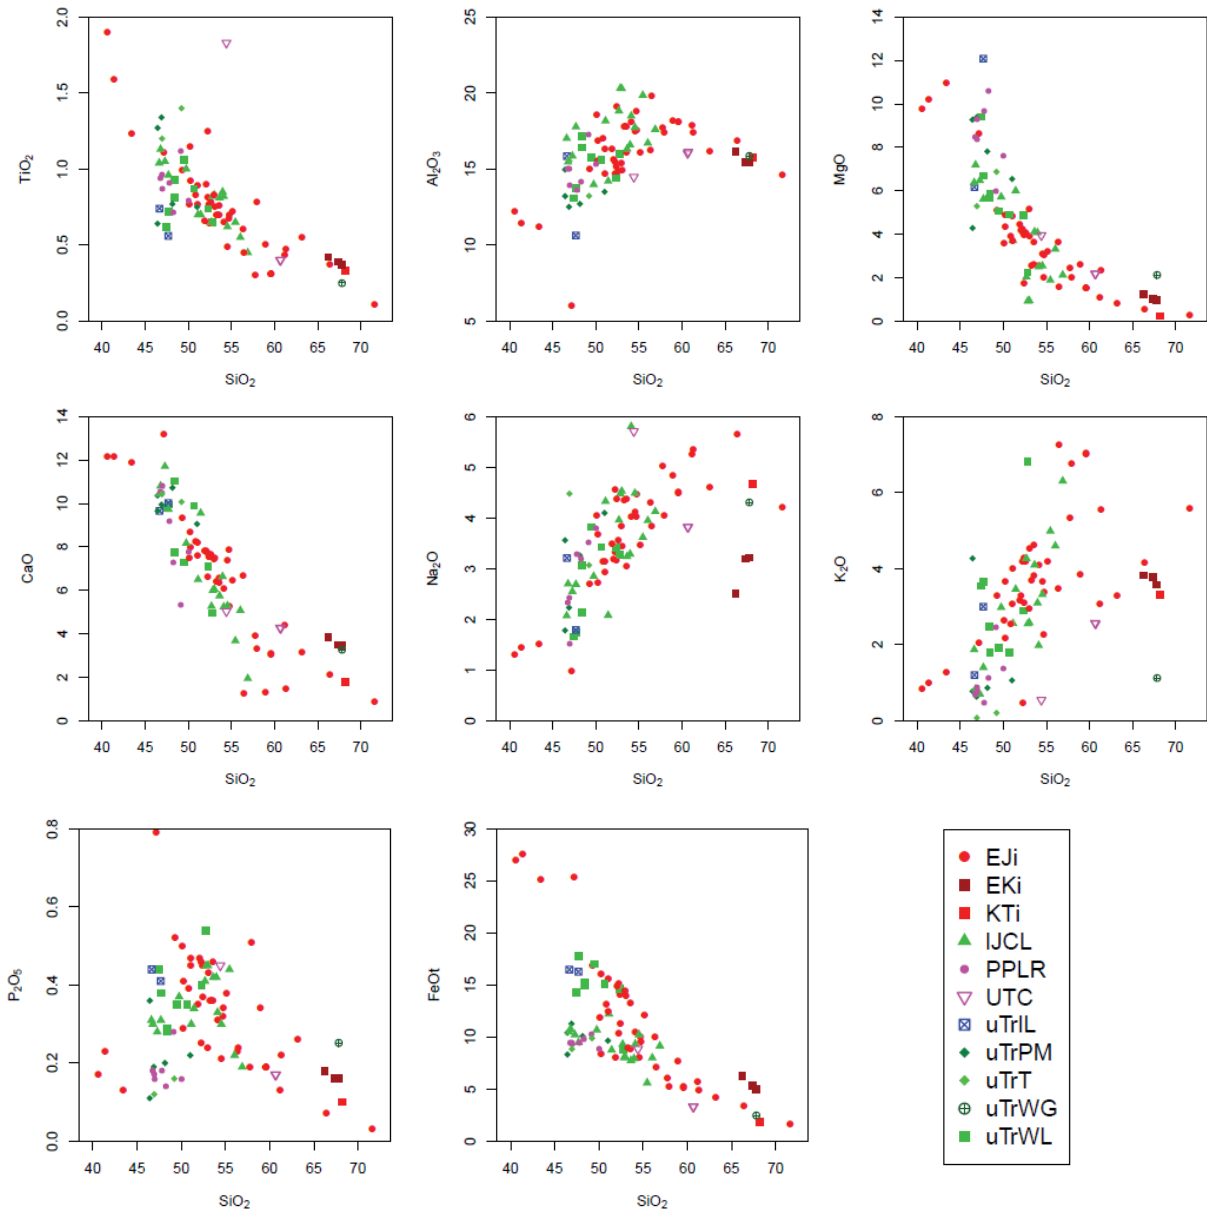 TiO2
2.0
1.5
1.0
0.5
0.0
40 45 50 55 60 65 70
SiO2
Al2O3
25
20
15
10
5
40 45 50 55 60 65 70
SiO2
MgO
14
12
10
8
6
4
2
0
40 45 50 55 60 65 70
SiO2
CaO
14
12
10
8
6
4
2
0
40 45 50 55 60 65 70
SiO2
Na2O
6
5
4
3
2
1
0
40 45 50 55 60 65 70
SiO2
K2O
8
6
4
2
0
40 45 50 55 60 65 70
SiO2
P2O5
0.8
0.6
0.4
0.2
0.0
40 45 50 55 60 65 70
SiO2
FeOt
30
25
20
15
10
5
0
40 45 50 55 60 65 70
SiO2
EJi
EKi
KTi
IJCL
PPLR
UTC
uTrIL
uTrPM
uTrT
uTrWG
uTrWL